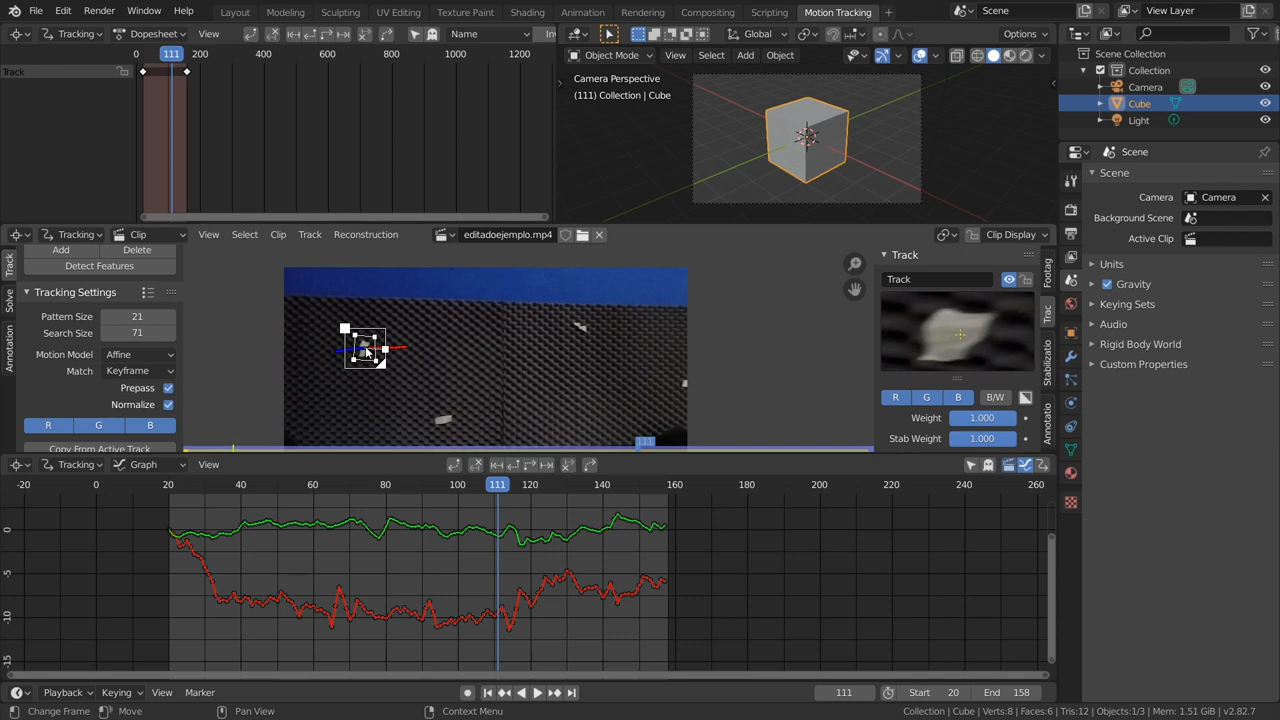 File Edit Render Window Help Layout Modeling Sculpting UV Editing Texture Paint Shading Animation Rendering Compositing Scripting Motion Tracking + Scene View Layer
Tracking Dopesheet View Name Inv
111 0 200 400 600 800 1000 1200
Track
Global Options
Object Mode View Select Add Object
Camera Perspective
(111) Collection | Cube
Scene Collection
Collection
Camera
Cube
Light
Scene
Scene
Camera Camera
Background Scene
Active Clip
Units
Gravity
Keying Sets
Audio
Rigid Body World
Custom Properties
Tracking Clip View Select Clip Track Reconstruction editadoejemplo.mp4 Clip Display
Track
Solve
Annotation
Add Delete
Detect Features
Tracking Settings
Pattern Size 21
Search Size 71
Motion Model Affine
Match Keyframe
Prepass
Normalize
R G B
Copy From Active Track
111
Track
Track
R G B B/W
Weight 1.000
Stab Weight 1.000
Footag
Trac
Stabilizatio
Annotatio
Tracking Graph View
-20 0 20 40 60 80 100 111 120 140 160 180 200 220 240 260
0
-5
-10
-15
Playback Keying View Marker 111 Start 20 End 158
Change Frame Move Pan View Context Menu Collection | Cube | Verts:8 | Faces:6 | Tris:12 | Objects:1/3 | Mem: 1.51 GiB | v2.82.7